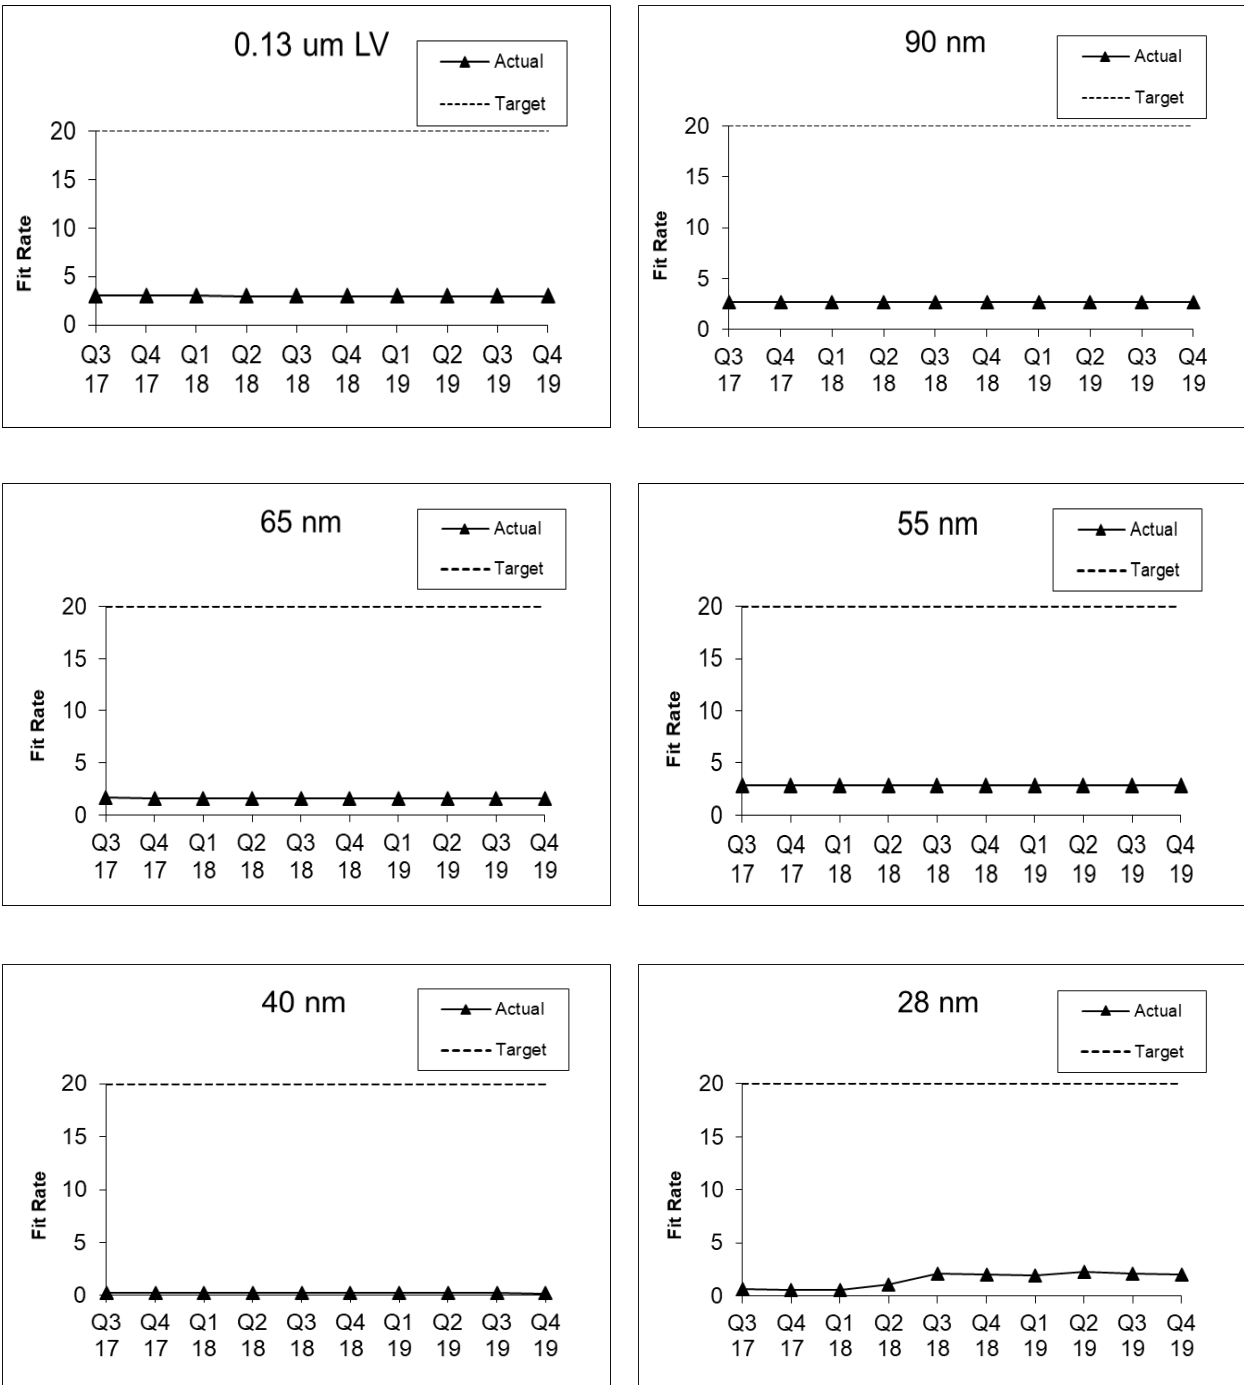 0.13 um LV
Actual
Target
20
15
10
5
0
Fit Rate
Q3 Q4 Q1 Q2 Q3 Q4 Q1 Q2 Q3 Q4
17 17 18 18 18 18 19 19 19 19
90 nm
Actual
Target
20
15
10
5
0
Fit Rate
Q3 Q4 Q1 Q2 Q3 Q4 Q1 Q2 Q3 Q4
17 17 18 18 18 18 19 19 19 19
65 nm
Actual
Target
20
15
10
5
0
Fit Rate
Q3 Q4 Q1 Q2 Q3 Q4 Q1 Q2 Q3 Q4
17 17 18 18 18 18 19 19 19 19
55 nm
Actual
Target
20
15
10
5
0
Fit Rate
Q3 Q4 Q1 Q2 Q3 Q4 Q1 Q2 Q3 Q4
17 17 18 18 18 18 19 19 19 19
40 nm
Actual
Target
20
15
10
5
0
Fit Rate
Q3 Q4 Q1 Q2 Q3 Q4 Q1 Q2 Q3 Q4
17 17 18 18 18 18 19 19 19 19
28 nm
Actual
Target
20
15
10
5
0
Fit Rate
Q3 Q4 Q1 Q2 Q3 Q4 Q1 Q2 Q3 Q4
17 17 18 18 18 18 19 19 19 19